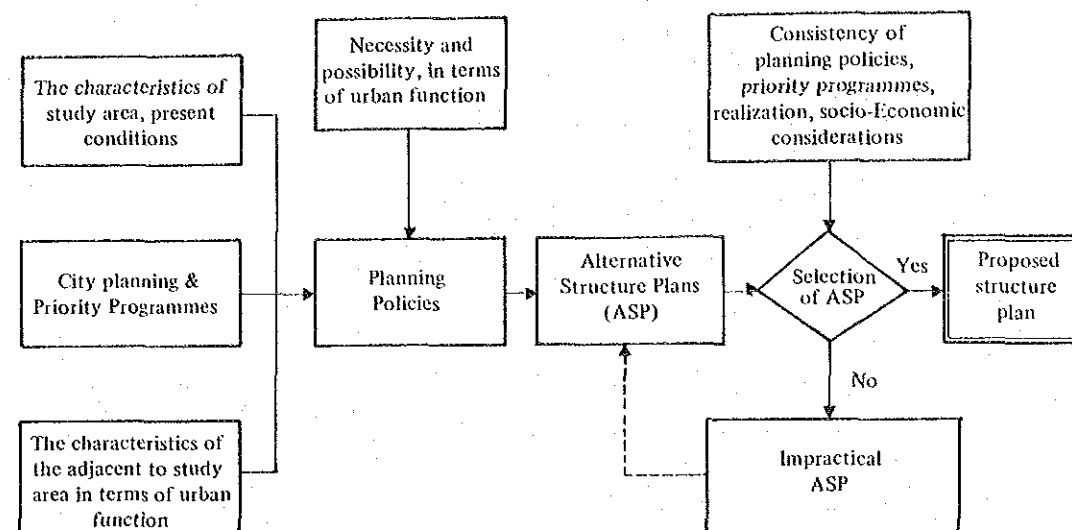 The characteristics of
study area, present
conditions
City planning &
Priority Programmes
The characteristics of
the adjacent to study
area in terms of urban
function
Necessity and
possibility, in terms
of urban function
Planning
Policies
Alternative
Structure Plans
(ASP)
Consistency of
planning policies,
priority programmes,
realization, socio-Economic
considerations
Selection
of ASP
Yes
Proposed
structure
plan
No
Impractical
ASP